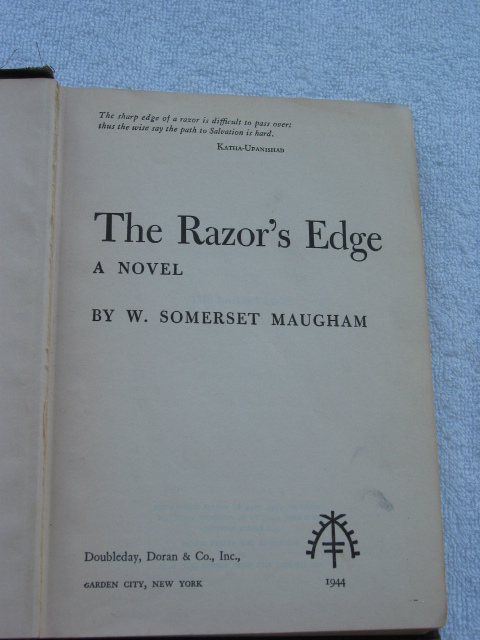 The sharp edge of a razor is difficult to pass over;
thus the wise say the path to Salvation is hard.
KATHA-UPANISHAD
The Razor's Edge
A NOVEL
BY W. SOMERSET MAUGHAM
Doubleday, Doran & Co., Inc.,
GARDEN CITY, NEW YORK
1944